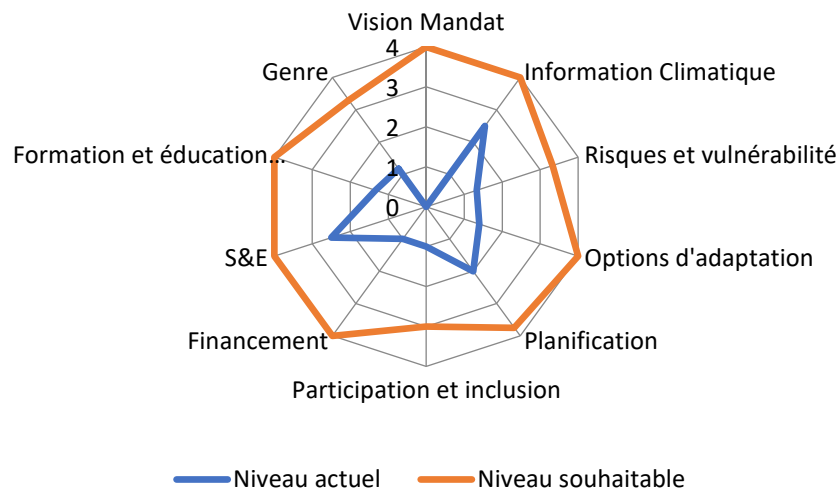 Vision Mandat
4
Genre
Information Climatique
3
2
Formation et éducation...
1
Risques et vulnérabilité
0
S&E
Options d'adaptation
Financement
Planification
Participation et inclusion
Niveau actuel
Niveau souhaitable